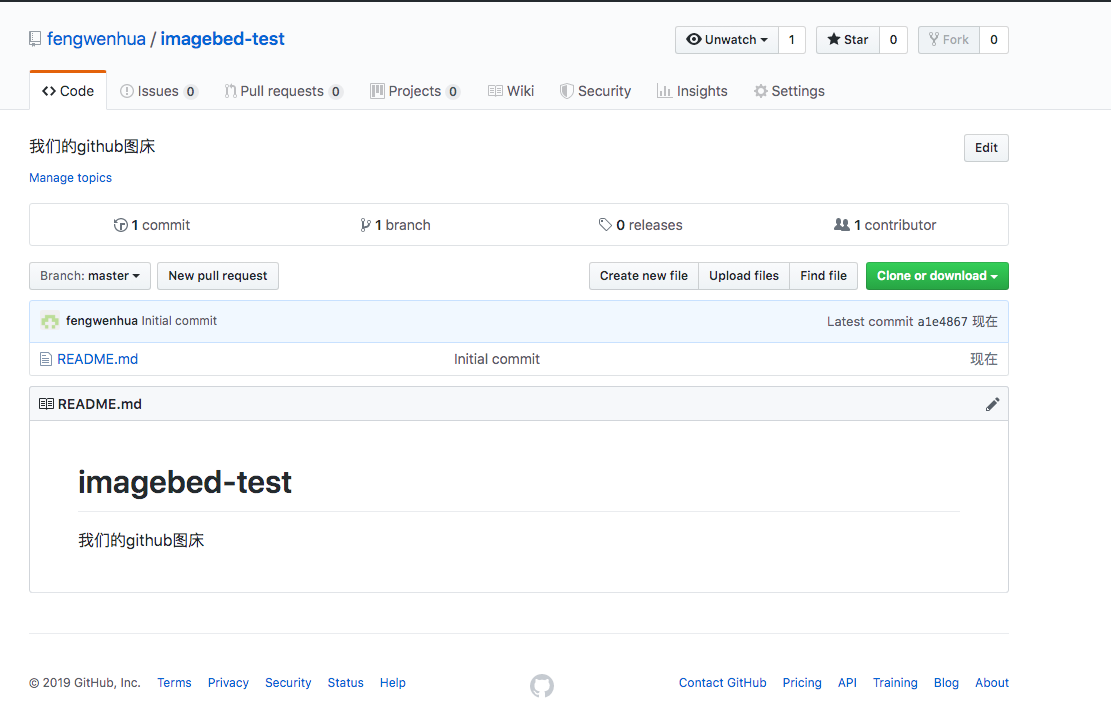 fengwenhua / imagebed-test
Unwatch 1 Star 0 Fork 0
Code Issues 0 Pull requests 0 Projects 0 Wiki Security Insights Settings
我们的github图床 Edit
Manage topics
1 commit 1 branch 0 releases 1 contributor
Branch: master New pull request Create new file Upload files Find file Clone or download
fengwenhua Initial commit Latest commit a1e4867 现在
README.md Initial commit 现在
README.md
imagebed-test
我们的github图床
© 2019 GitHub, Inc. Terms Privacy Security Status Help Contact GitHub Pricing API Training Blog About